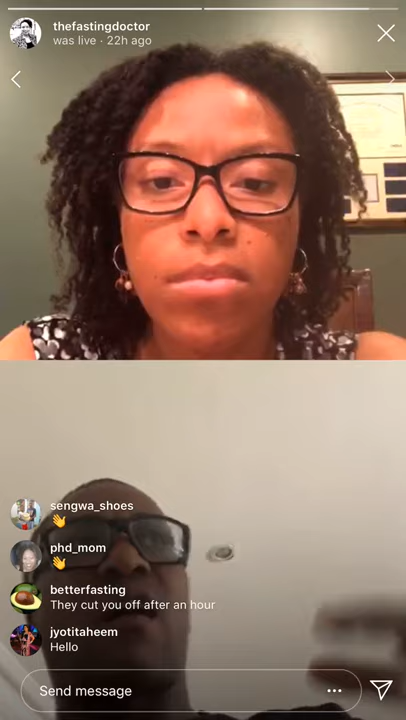 thefastingdoctor
was live · 22h ago
sengwa_shoes
👋
phd_mom
👋
betterfasting
They cut you off after an hour
jyotitaheem
Hello
Send message